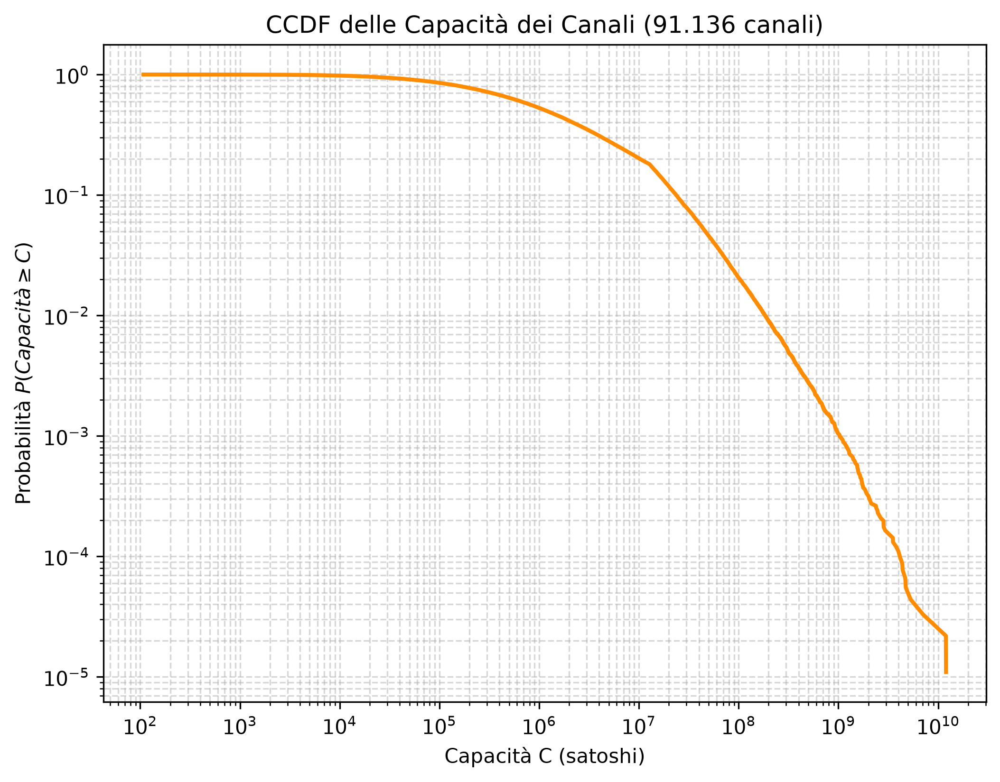 CCDF delle Capacità dei Canali (91.136 canali)
Probabilità P(Capacità ≥ C)
10⁰
10⁻¹
10⁻²
10⁻³
10⁻⁴
10⁻⁵
10² 10³ 10⁴ 10⁵ 10⁶ 10⁷ 10⁸ 10⁹ 10¹⁰
Capacità C (satoshi)